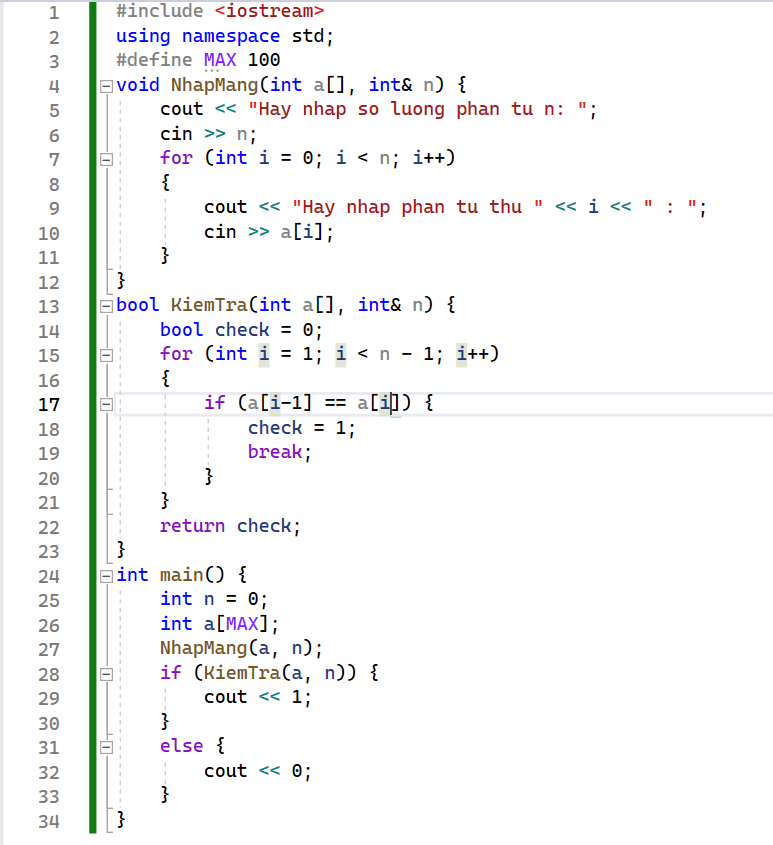 1 #include <iostream>
2 using namespace std;
3 #define MAX 100
4 void NhapMang(int a[], int& n) {
5     cout << "Hay nhap so luong phan tu n: ";
6     cin >> n;
7     for (int i = 0; i < n; i++)
8     {
9         cout << "Hay nhap phan tu thu " << i << " : ";
10         cin >> a[i];
11     }
12 }
13 bool KiemTra(int a[], int& n) {
14     bool check = 0;
15     for (int i = 1; i < n - 1; i++)
16     {
17         if (a[i-1] == a[i]) {
18             check = 1;
19             break;
20         }
21     }
22     return check;
23 }
24 int main() {
25     int n = 0;
26     int a[MAX];
27     NhapMang(a, n);
28     if (KiemTra(a, n)) {
29         cout << 1;
30     }
31     else {
32         cout << 0;
33     }
34 }